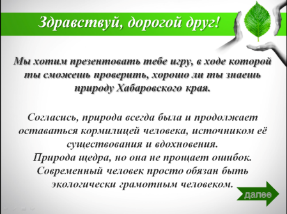 Здравствуй, дорогой друг!
Мы хотим презентовать тебе игру, в ходе которой
ты сможешь проверить, хорошо ли ты знаешь
природу Хабаровского края.
Согласись, природа всегда была и продолжает
оставаться кормилицей человека, источником её
существования и вдохновения.
Природа щедра, но она не прощает ошибок.
Современный человек просто обязан быть
экологически грамотным человеком.
далее